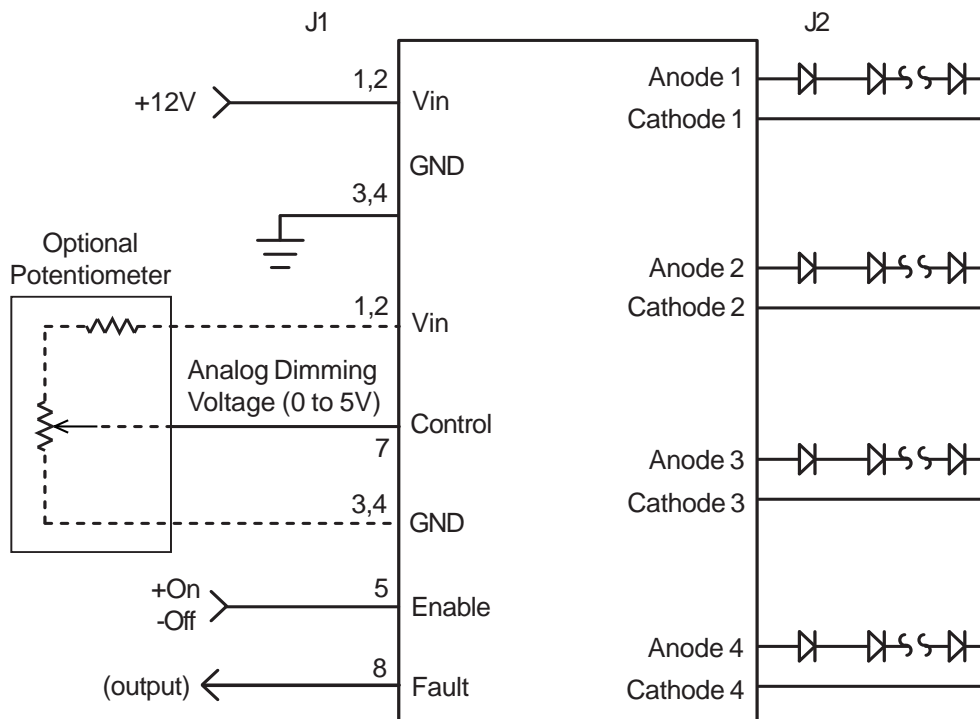 J1
J2
1,2
+12V
Vin
GND
3,4
Optional
Potentiometer
1,2
Vin
Analog Dimming
Voltage (0 to 5V)
Control
7
3,4
GND
+On
-Off
5
Enable
(output)
8
Fault
Anode 1
Cathode 1
Anode 2
Cathode 2
Anode 3
Cathode 3
Anode 4
Cathode 4